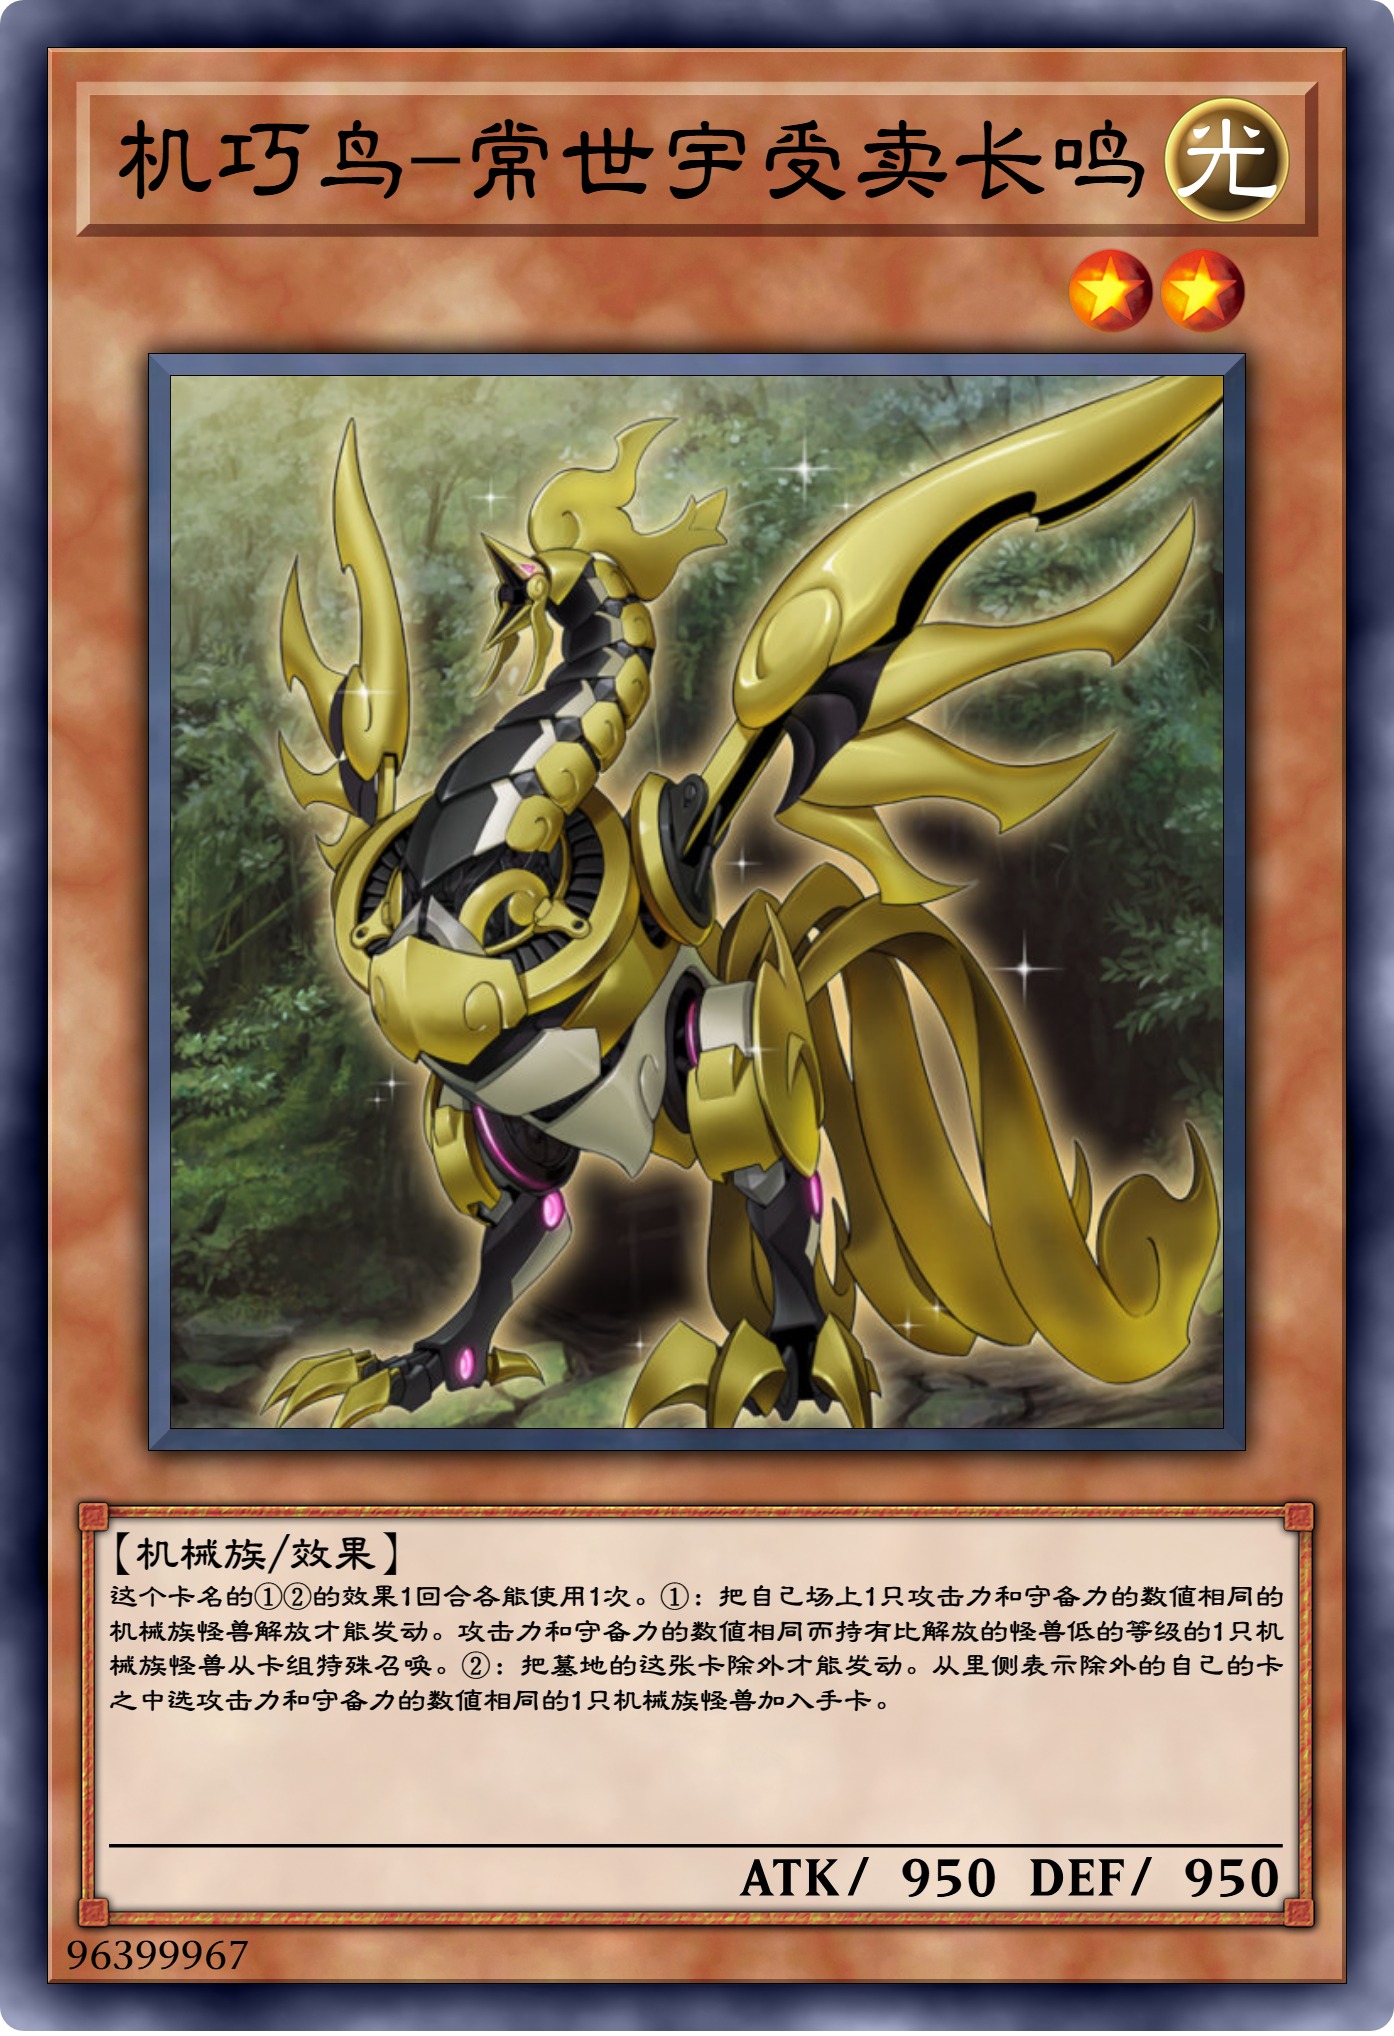 机巧鸟-常世宇受卖长鸣
光
【机械族/效果】
这个卡名的①②的效果1回合各能使用1次。①：把自己场上1只攻击力和守备力的数值相同的
机械族怪兽解放才能发动。攻击力和守备力的数值相同而持有比解放的怪兽低的等级的1只机
械族怪兽从卡组特殊召唤。②：把墓地的这张卡除外才能发动。从里侧表示除外的自己的卡
之中选攻击力和守备力的数值相同的1只机械族怪兽加入手卡。
ATK/ 950 DEF/ 950
96399967